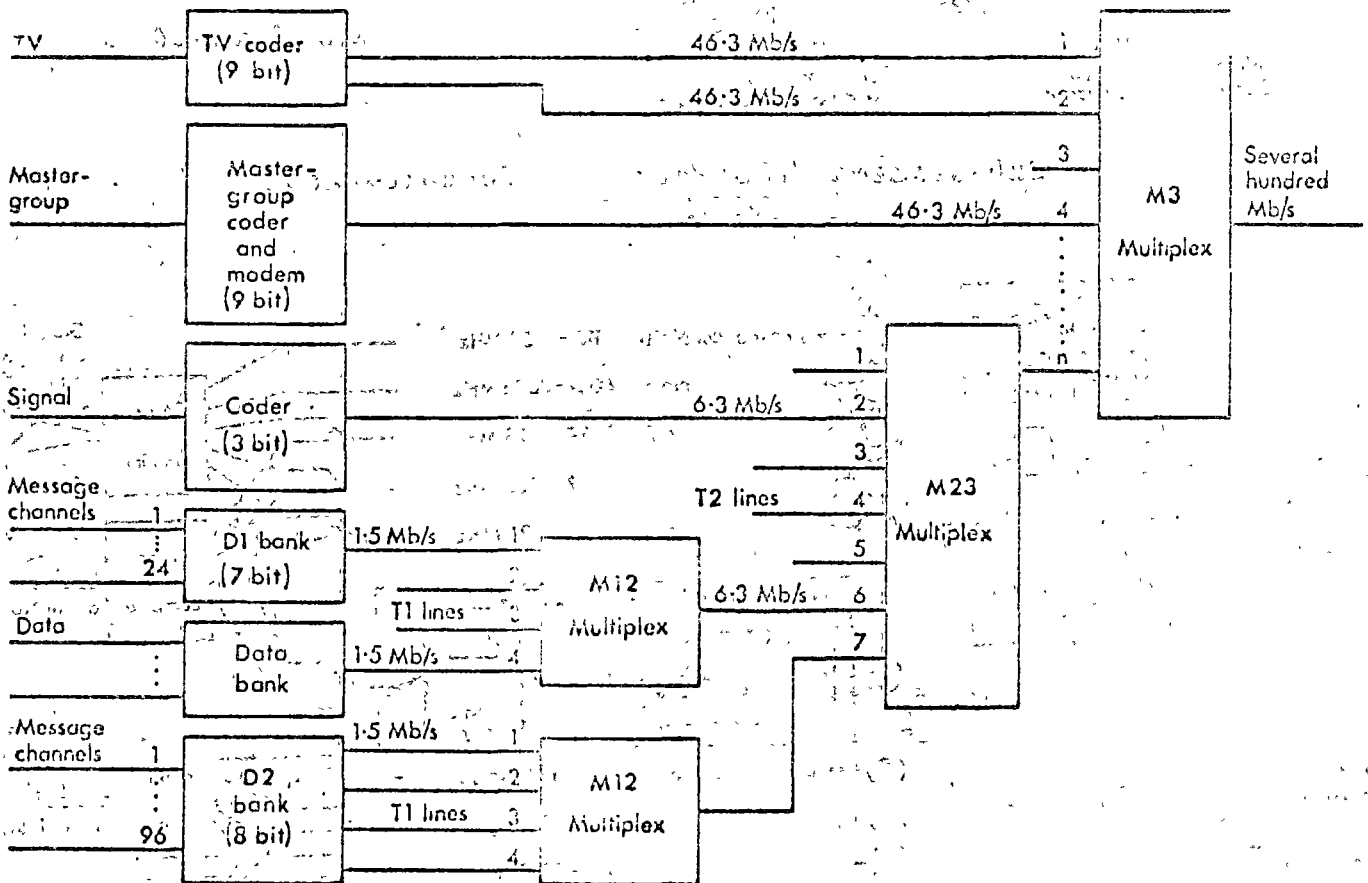 TV
TV coder
(9 bit)
46·3 Mb/s
1
46·3 Mb/s
2
3
Master-
group
Master-
group
coder
and
modem
(9 bit)
46·3 Mb/s
4
n
M3
Multiplex
Several
hundred
Mb/s
Signal
Coder
(3 bit)
6·3 Mb/s
1
2
3
T2 lines
4
5
6
7
M23
Multiplex
Message
channels
1
24
D1 bank
(7 bit)
1·5 Mb/s
1
T1 lines
3
4
M12
Multiplex
6·3 Mb/s
Data
Data
bank
1·5 Mb/s
Message
channels
1
96
D2
bank
(8 bit)
1·5 Mb/s
1
2
T1 lines
3
4
M12
Multiplex